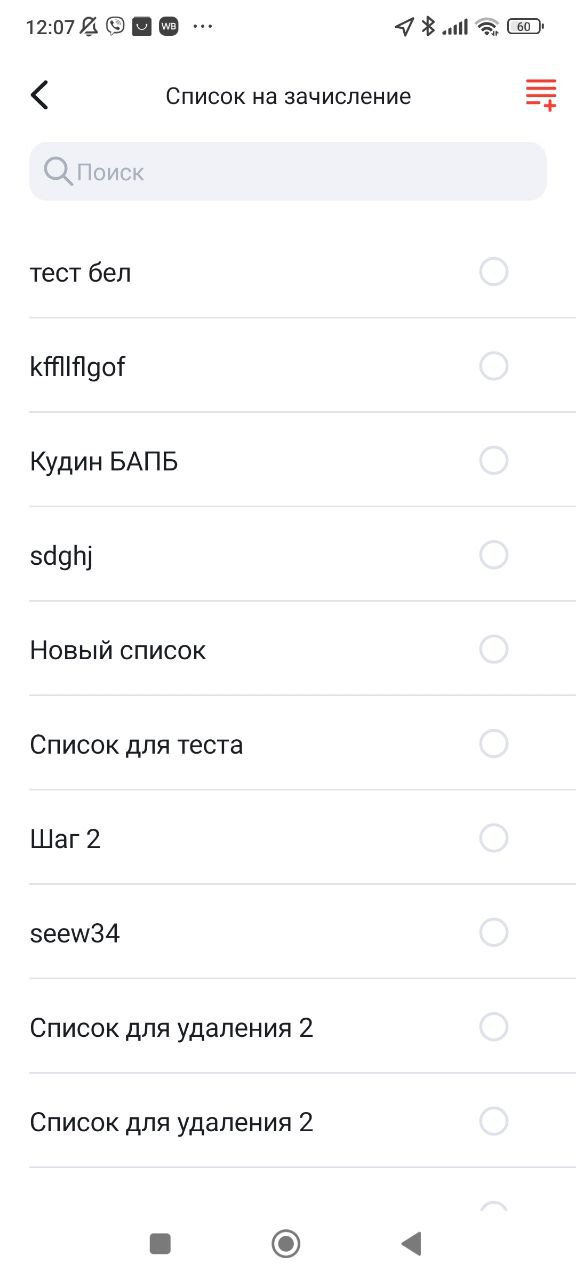 12:07 WB ... 60
Список на зачисление
Поиск
тест бел
kffllflgof
Кудин БАПБ
sdghj
Новый список
Список для теста
Шаг 2
seew34
Список для удаления 2
Список для удаления 2